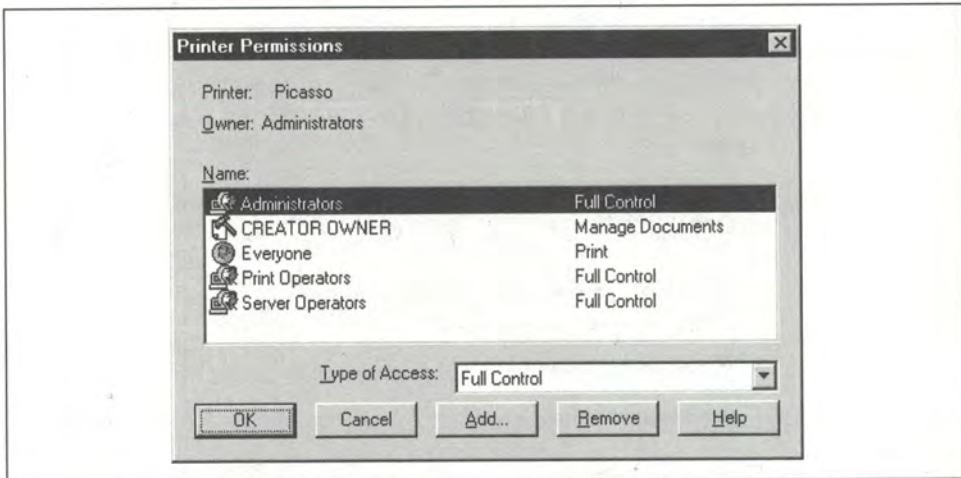 Printer Permissions
Printer: Picasso
Owner: Administrators
Name:
Administrators Full Control
CREATOR OWNER Manage Documents
Everyone Print
Print Operators Full Control
Server Operators Full Control
Type of Access: Full Control
OK Cancel Add... Remove Help